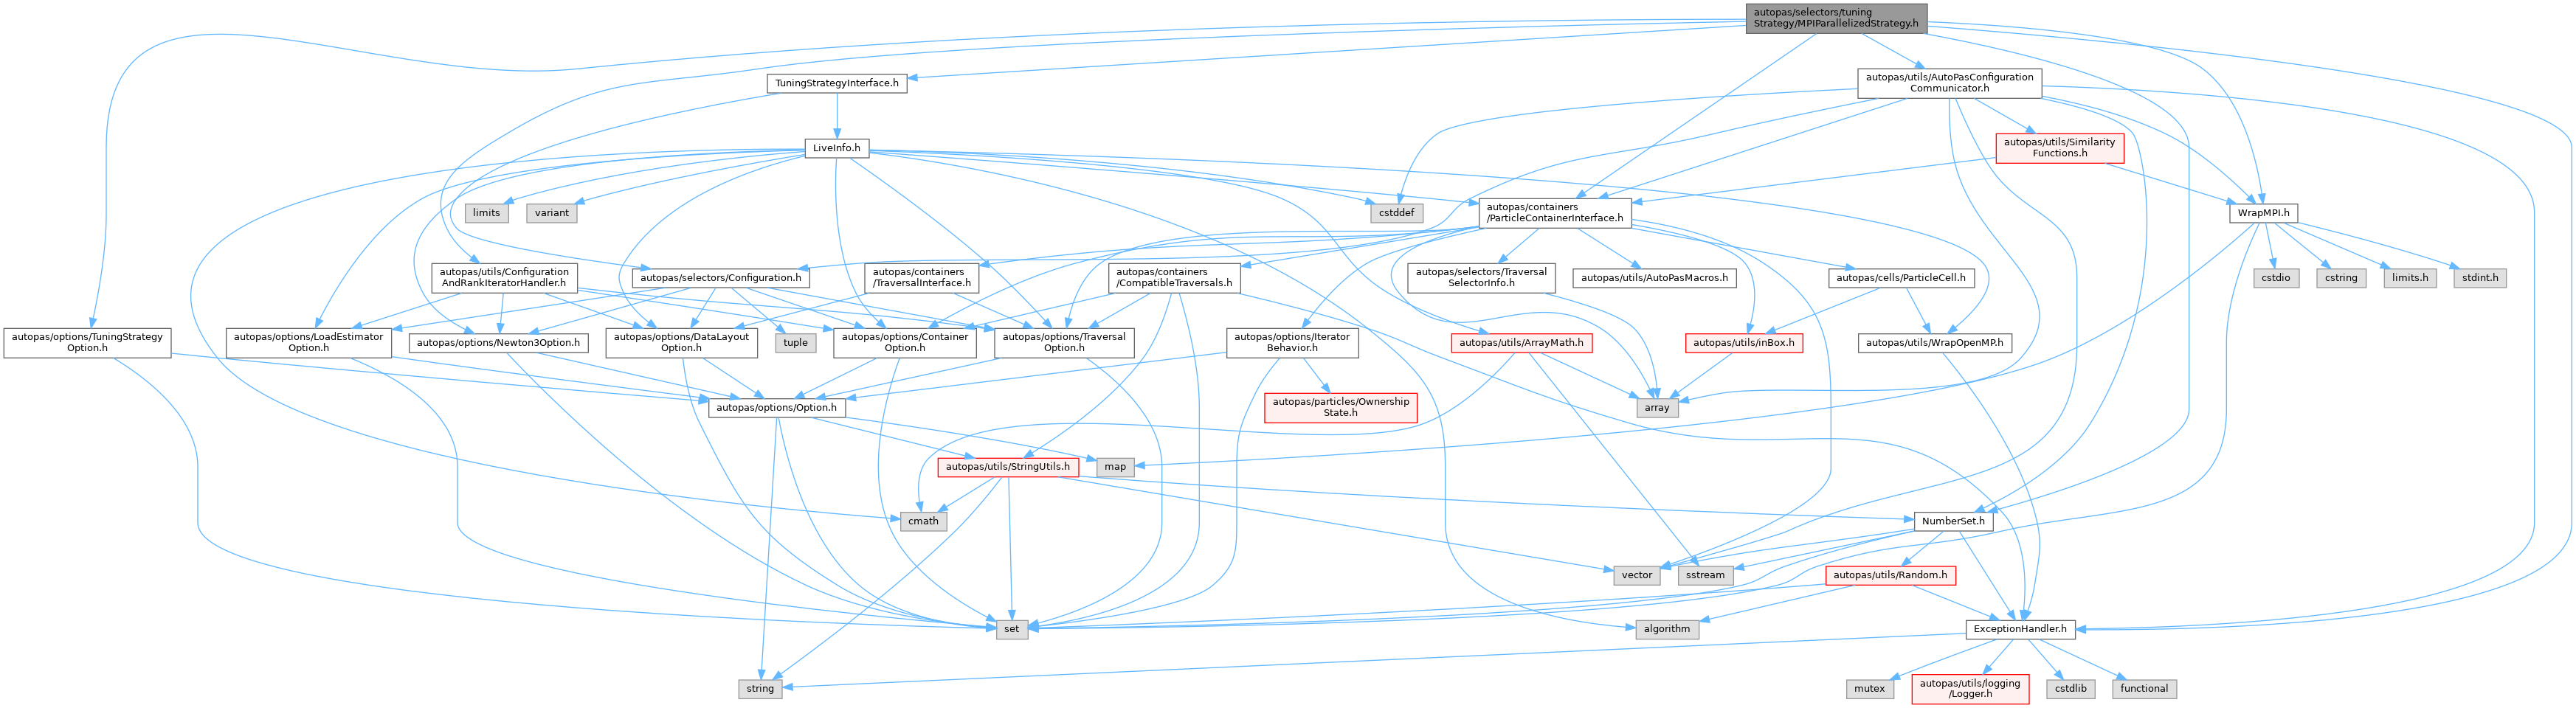 autopas/selectors/tuning
Strategy/MPIParallelizedStrategy.h
TuningStrategyInterface.h
autopas/utils/AutoPasConfiguration
Communicator.h
LiveInfo.h
autopas/utils/Similarity
Functions.h
limits
variant
cstddef
autopas/containers
/ParticleContainerInterface.h
WrapMPI.h
autopas/utils/Configuration
AndRankIteratorHandler.h
autopas/selectors/Configuration.h
autopas/containers
/TraversalInterface.h
autopas/containers
/CompatibleTraversals.h
autopas/selectors/Traversal
SelectorInfo.h
autopas/utils/AutoPasMacros.h
autopas/cells/ParticleCell.h
cstdio
cstring
limits.h
stdint.h
autopas/options/TuningStrategy
Option.h
autopas/options/LoadEstimator
Option.h
autopas/options/Newton3Option.h
autopas/options/DataLayout
Option.h
tuple
autopas/options/Container
Option.h
autopas/options/Traversal
Option.h
autopas/options/Iterator
Behavior.h
autopas/utils/ArrayMath.h
autopas/utils/inBox.h
autopas/utils/WrapOpenMP.h
autopas/options/Option.h
autopas/particles/Ownership
State.h
array
autopas/utils/StringUtils.h
map
cmath
NumberSet.h
vector
sstream
autopas/utils/Random.h
set
algorithm
ExceptionHandler.h
string
mutex
autopas/utils/logging
/Logger.h
cstdlib
functional